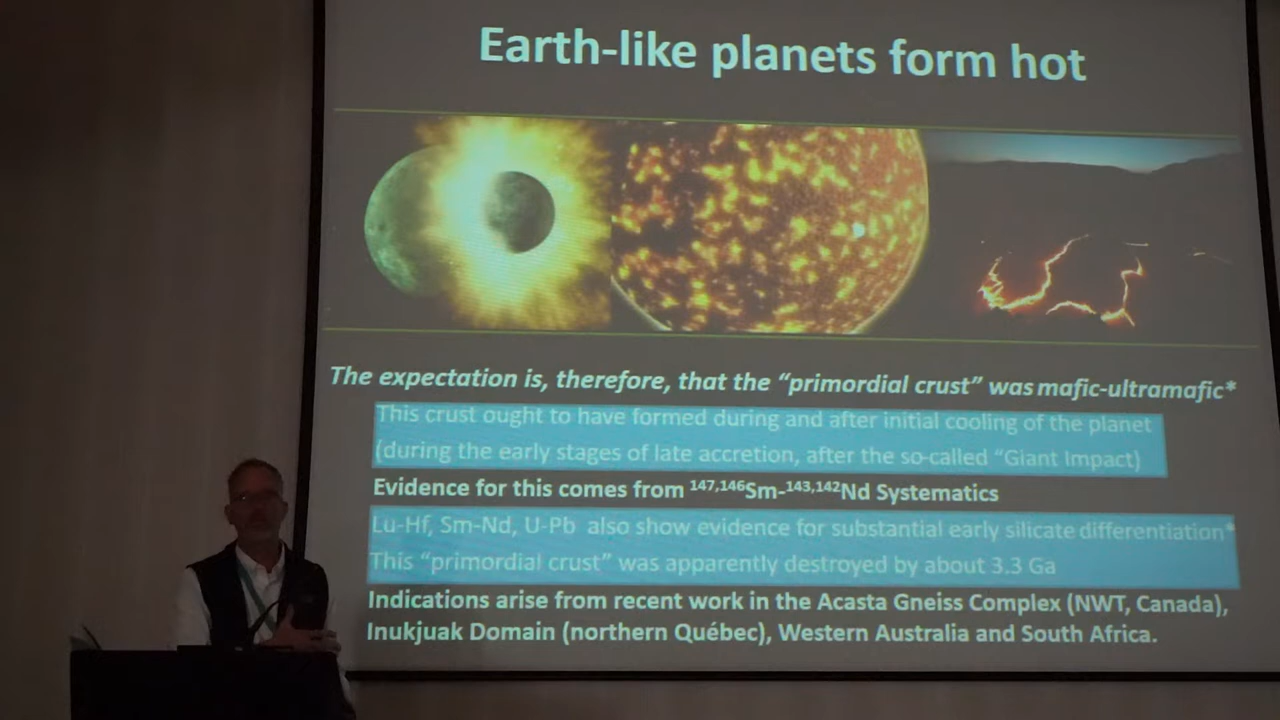 Earth-like planets form hot
The expectation is, therefore, that the “primordial crust” was mafic-ultramafic*
This crust ought to have formed during and after initial cooling of the planet
(during the early stages of late accretion, after the so-called “Giant Impact)
Evidence for this comes from ¹⁴⁷,¹⁴⁶Sm-¹⁴³,¹⁴²Nd Systematics
Lu-Hf, Sm-Nd, U-Pb also show evidence for substantial early silicate differentiation*
This “primordial crust” was apparently destroyed by about 3.3 Ga
Indications arise from recent work in the Acasta Gneiss Complex (NWT, Canada),
Inukjuak Domain (northern Québec), Western Australia and South Africa.